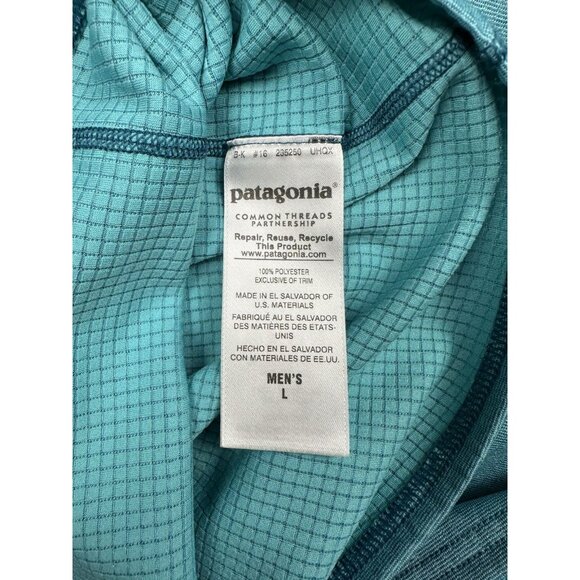 S-K #16 235250 UHQX
patagonia®
COMMON THREADS
PARTNERSHIP
Repair, Reuse, Recycle
This Product
www.patagonia.com
100% POLYESTER
EXCLUSIVE OF TRIM
MADE IN EL SALVADOR OF
U.S. MATERIALS
FABRIQUÉ AU EL SALVADOR
DES MATIÈRES DES ETATS-
UNIS
HECHO EN EL SALVADOR
CON MATERIALES DE EE.UU.
MEN'S
L